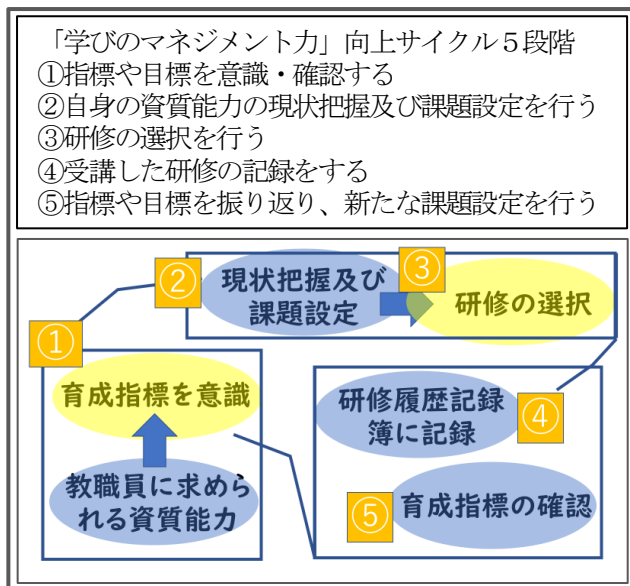 「学びのマネジメント力」向上サイクル５段階
①指標や目標を意識・確認する
②自身の資質能力の現状把握及び課題設定を行う
③研修の選択を行う
④受講した研修の記録をする
⑤指標や目標を振り返り、新たな課題設定を行う
②
現状把握及び
課題設定
③
研修の選択
①
育成指標を意識
教職員に求めら
れる資質能力
研修履歴記録
簿に記録
④
⑤
育成指標の確認